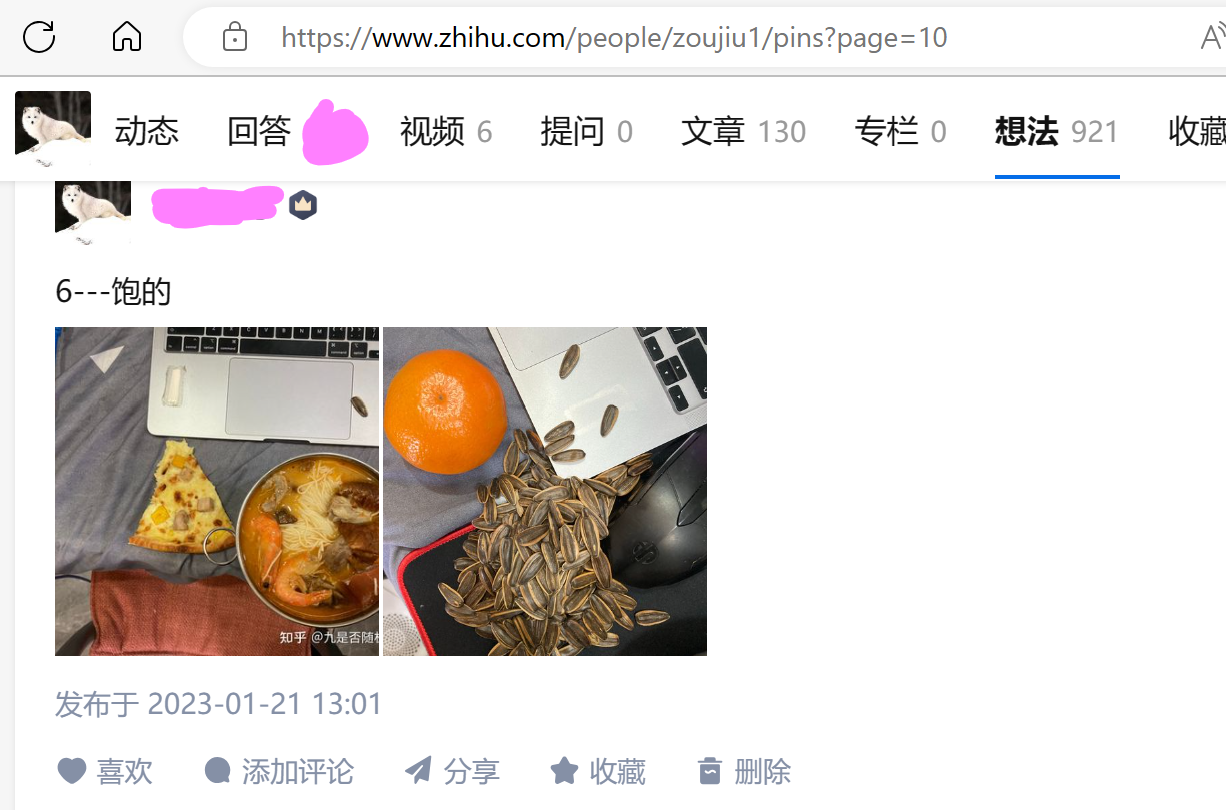 https://www.zhihu.com/people/zoujiu1/pins?page=10
动态 回答 视频 6 提问 0 文章 130 专栏 0 想法 921 收藏
6---饱的
知乎 @九是否随机
发布于 2023-01-21 13:01
喜欢 添加评论 分享 收藏 删除